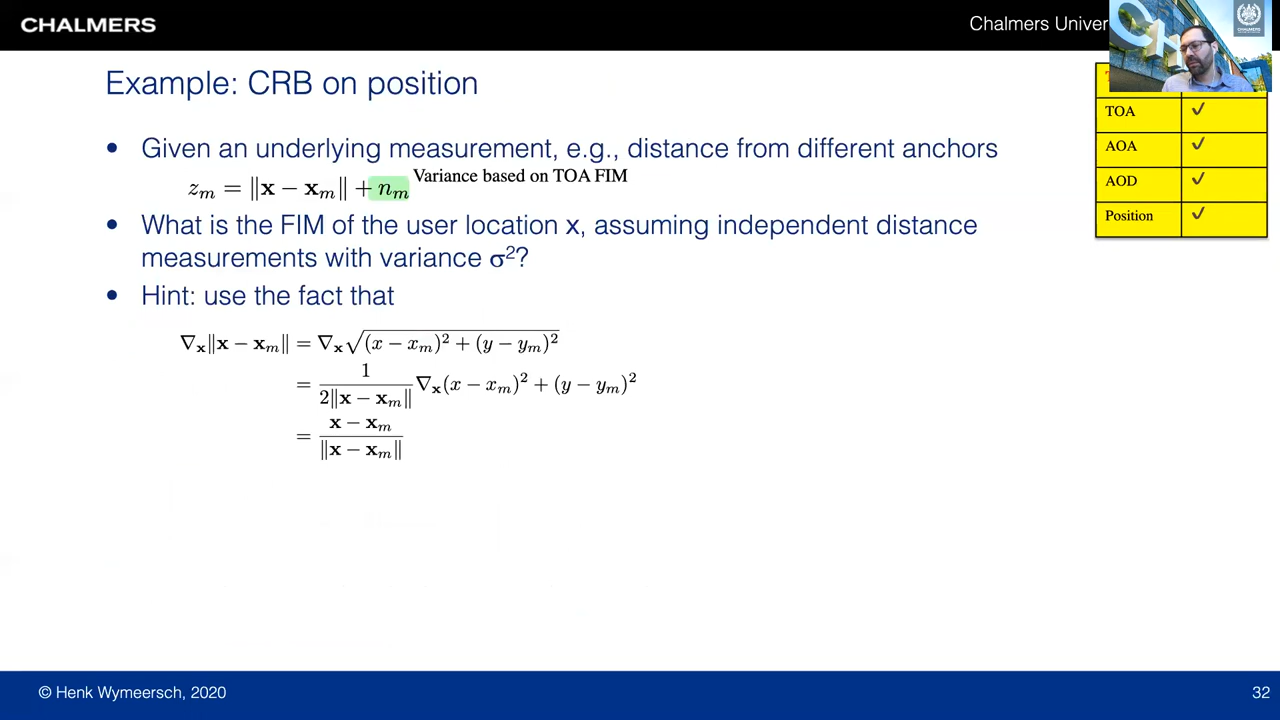 CHALMERS
Chalmers Univer
Example: CRB on position
• Given an underlying measurement, e.g., distance from different anchors
z_m = ‖x − x_m‖ + n_m Variance based on TOA FIM
• What is the FIM of the user location x, assuming independent distance
measurements with variance σ²?
• Hint: use the fact that
∇_x‖x − x_m‖ = ∇_x√((x − x_m)² + (y − y_m)²)
= 1/(2‖x − x_m‖) ∇_x(x − x_m)² + (y − y_m)²
= (x − x_m)/‖x − x_m‖
TOA ✓
AOA ✓
AOD ✓
Position ✓
© Henk Wymeersch, 2020
32